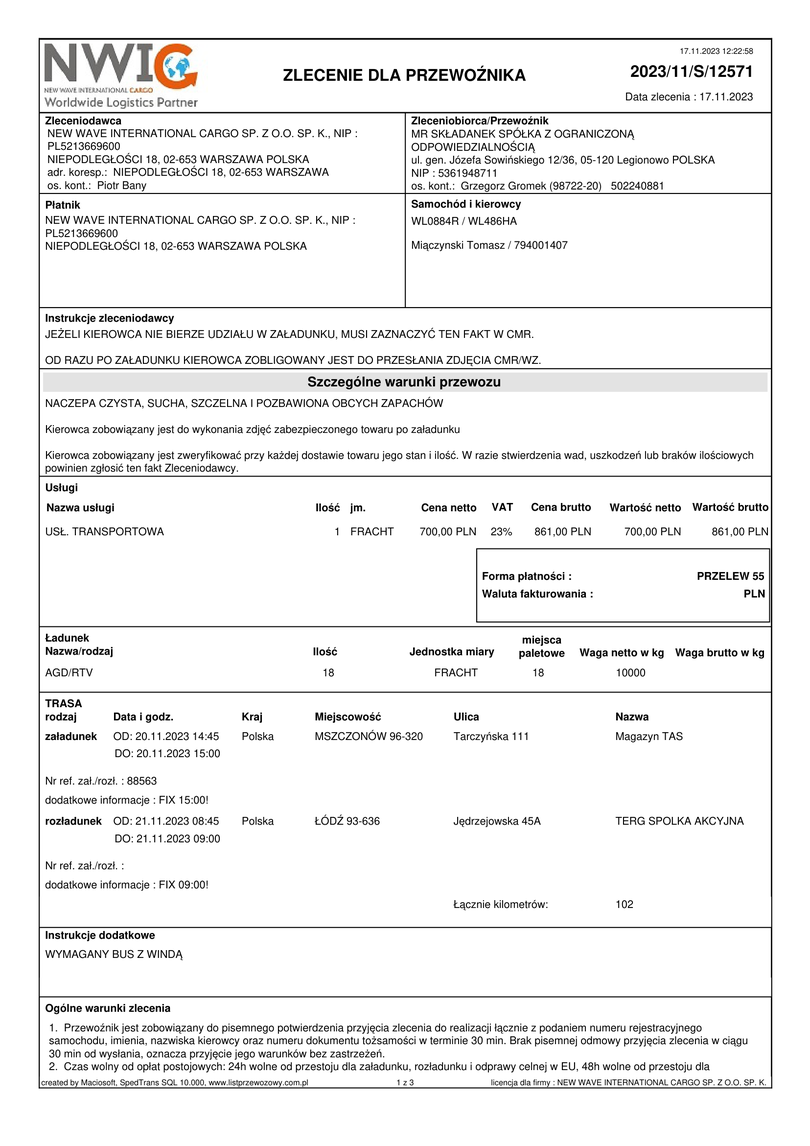 NWIC
NEW WAVE INTERNATIONAL CARGO
Worldwide Logistics Partner
ZLECENIE DLA PRZEWOŹNIKA
17.11.2023 12:22:58
2023/11/S/12571
Data zlecenia : 17.11.2023
Zleceniodawca
NEW WAVE INTERNATIONAL CARGO SP. Z O.O. SP. K., NIP :
PL5213669600
NIEPODLEGŁOŚCI 18, 02-653 WARSZAWA POLSKA
adr. koresp.: NIEPODLEGŁOŚCI 18, 02-653 WARSZAWA
os. kont.: Piotr Bany
Zleceniobiorca/Przewoźnik
MR SKŁADANEK SPÓŁKA Z OGRANICZONĄ
ODPOWIEDZIALNOŚCIĄ
ul. gen. Józefa Sowińskiego 12/36, 05-120 Legionowo POLSKA
NIP : 5361948711
os. kont.: Grzegorz Gromek (98722-20) 502240881
Płatnik
NEW WAVE INTERNATIONAL CARGO SP. Z O.O. SP. K., NIP :
PL5213669600
NIEPODLEGŁOŚCI 18, 02-653 WARSZAWA POLSKA
Samochód i kierowcy
WL0884R / WL486HA
Miączynski Tomasz / 794001407
Instrukcje zleceniodawcy
JEŻELI KIEROWCA NIE BIERZE UDZIAŁU W ZAŁADUNKU, MUSI ZAZNACZYĆ TEN FAKT W CMR.
OD RAZU PO ZAŁADUNKU KIEROWCA ZOBLIGOWANY JEST DO PRZESŁANIA ZDJĘCIA CMR/WZ.
Szczególne warunki przewozu
NACZEPA CZYSTA, SUCHA, SZCZELNA I POZBAWIONA OBCYCH ZAPACHÓW
Kierowca zobowiązany jest do wykonania zdjęć zabezpieczonego towaru po załadunku
Kierowca zobowiązany jest zweryfikować przy każdej dostawie towaru jego stan i ilość. W razie stwierdzenia wad, uszkodzeń lub braków ilościowych
powinien zgłosić ten fakt Zleceniodawcy.
Usługi
Nazwa usługi Ilość jm. Cena netto VAT Cena brutto Wartość netto Wartość brutto
USŁ. TRANSPORTOWA 1 FRACHT 700,00 PLN 23% 861,00 PLN 700,00 PLN 861,00 PLN
Forma płatności : PRZELEW 55
Waluta fakturowania : PLN
Ładunek
Nazwa/rodzaj Ilość Jednostka miary miejsca paletowe Waga netto w kg Waga brutto w kg
AGD/RTV 18 FRACHT 18 10000
TRASA
rodzaj Data i godz. Kraj Miejscowość Ulica Nazwa
załadunek OD: 20.11.2023 14:45 Polska MSZCZONÓW 96-320 Tarczyńska 111 Magazyn TAS
DO: 20.11.2023 15:00
Nr ref. zał./rozł. : 88563
dodatkowe informacje : FIX 15:00!
rozładunek OD: 21.11.2023 08:45 Polska ŁÓDŹ 93-636 Jędrzejowska 45A TERG SPOLKA AKCYJNA
DO: 21.11.2023 09:00
Nr ref. zał./rozł. :
dodatkowe informacje : FIX 09:00!
Łącznie kilometrów: 102
Instrukcje dodatkowe
WYMAGANY BUS Z WINDĄ
Ogólne warunki zlecenia
1. Przewoźnik jest zobowiązany do pisemnego potwierdzenia przyjęcia zlecenia do realizacji łącznie z podaniem numeru rejestracyjnego
samochodu, imienia, nazwiska kierowcy oraz numeru dokumentu tożsamości w terminie 30 min. Brak pisemnej odmowy przyjęcia zlecenia w ciągu
30 min od wysłania, oznacza przyjęcie jego warunków bez zastrzeżeń.
2. Czas wolny od opłat postojowych: 24h wolne od przestoju dla załadunku, rozładunku i odprawy celnej w EU, 48h wolne od przestoju dla
created by Maciosoft, SpedTrans SQL 10.000, www.listprzewozowy.com.pl 1 z 3 licencja dla firmy : NEW WAVE INTERNATIONAL CARGO SP. Z O.O. SP. K.